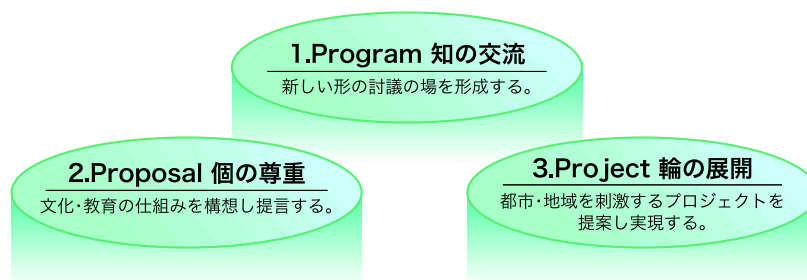 1.Program 知の交流
新しい形の討議の場を形成する。
2.Proposal 個の尊重
文化・教育の仕組みを構想し提言する。
3.Project 輪の展開
都市・地域を刺激するプロジェクトを
提案し実現する。